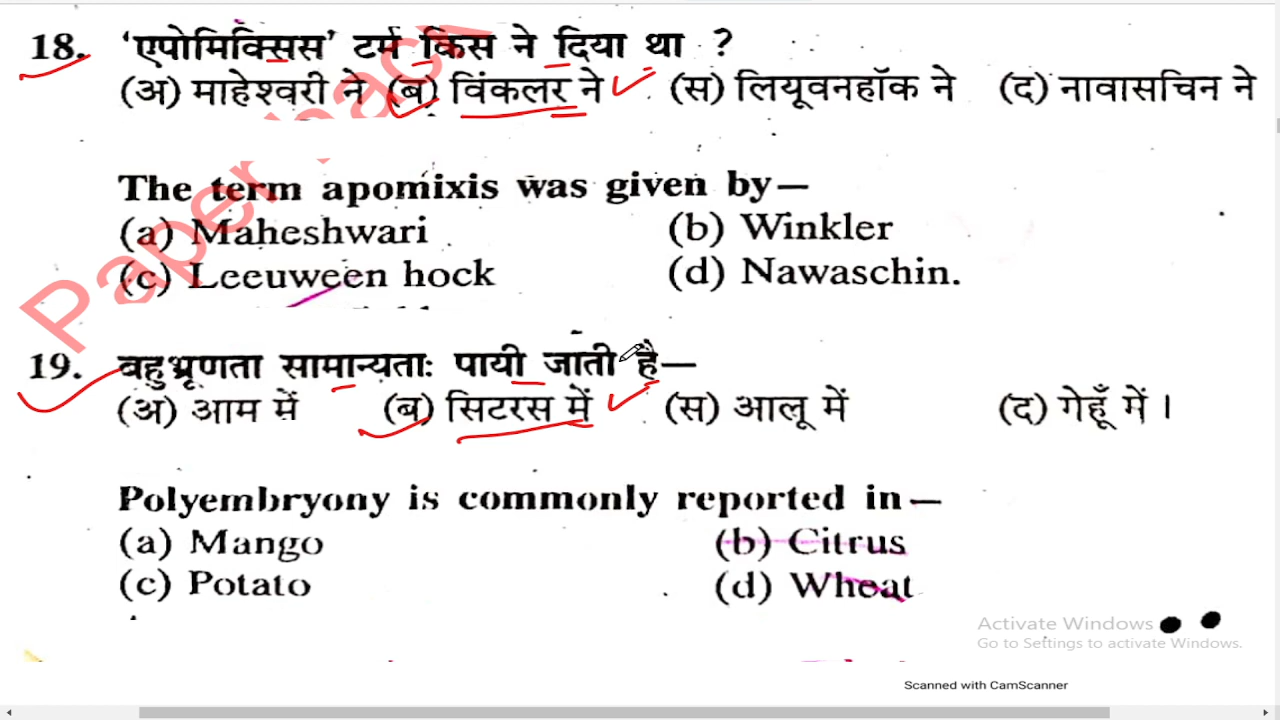 18. 'एपोमिक्सिस' टर्म किस ने दिया था ?
(अ) माहेश्वरी ने (ब) विंकलर ने (स) लियूवनहॉक ने (द) नावासचिन ने
The term apomixis was given by—
(a) Maheshwari (b) Winkler
(c) Leeuween hock (d) Nawaschin.
19. बहुभ्रूणता सामान्यताः पायी जाती है—
(अ) आम में (ब) सिटरस में (स) आलू में (द) गेहूँ में ।
Polyembryony is commonly reported in—
(a) Mango (b) Citrus
(c) Potato (d) Wheat
Activate Windows
Go to Settings to activate Windows.
Scanned with CamScanner
Paper